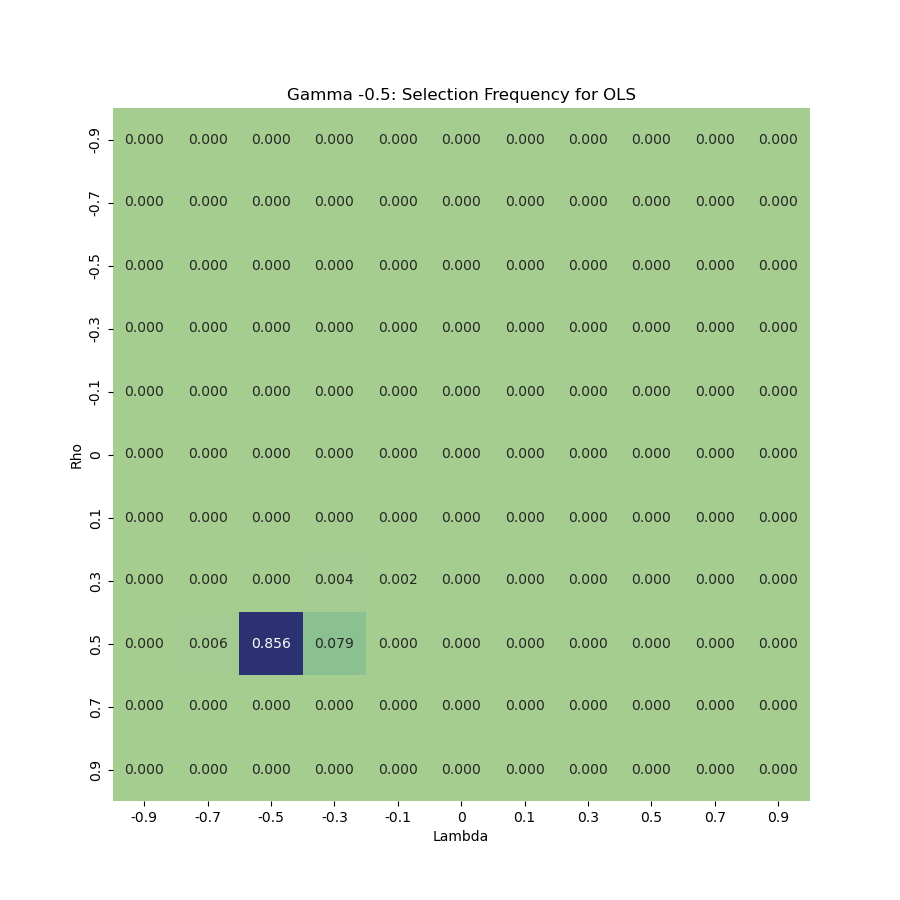 Gamma -0.5: Selection Frequency for OLS
-0.9 0.000 0.000 0.000 0.000 0.000 0.000 0.000 0.000 0.000 0.000 0.000
-0.7 0.000 0.000 0.000 0.000 0.000 0.000 0.000 0.000 0.000 0.000 0.000
-0.5 0.000 0.000 0.000 0.000 0.000 0.000 0.000 0.000 0.000 0.000 0.000
-0.3 0.000 0.000 0.000 0.000 0.000 0.000 0.000 0.000 0.000 0.000 0.000
-0.1 0.000 0.000 0.000 0.000 0.000 0.000 0.000 0.000 0.000 0.000 0.000
Rho
0 0.000 0.000 0.000 0.000 0.000 0.000 0.000 0.000 0.000 0.000 0.000
0.1 0.000 0.000 0.000 0.000 0.000 0.000 0.000 0.000 0.000 0.000 0.000
0.3 0.000 0.000 0.000 0.004 0.002 0.000 0.000 0.000 0.000 0.000 0.000
0.5 0.000 0.006 0.856 0.079 0.000 0.000 0.000 0.000 0.000 0.000 0.000
0.7 0.000 0.000 0.000 0.000 0.000 0.000 0.000 0.000 0.000 0.000 0.000
0.9 0.000 0.000 0.000 0.000 0.000 0.000 0.000 0.000 0.000 0.000 0.000
-0.9 -0.7 -0.5 -0.3 -0.1 0 0.1 0.3 0.5 0.7 0.9
Lambda